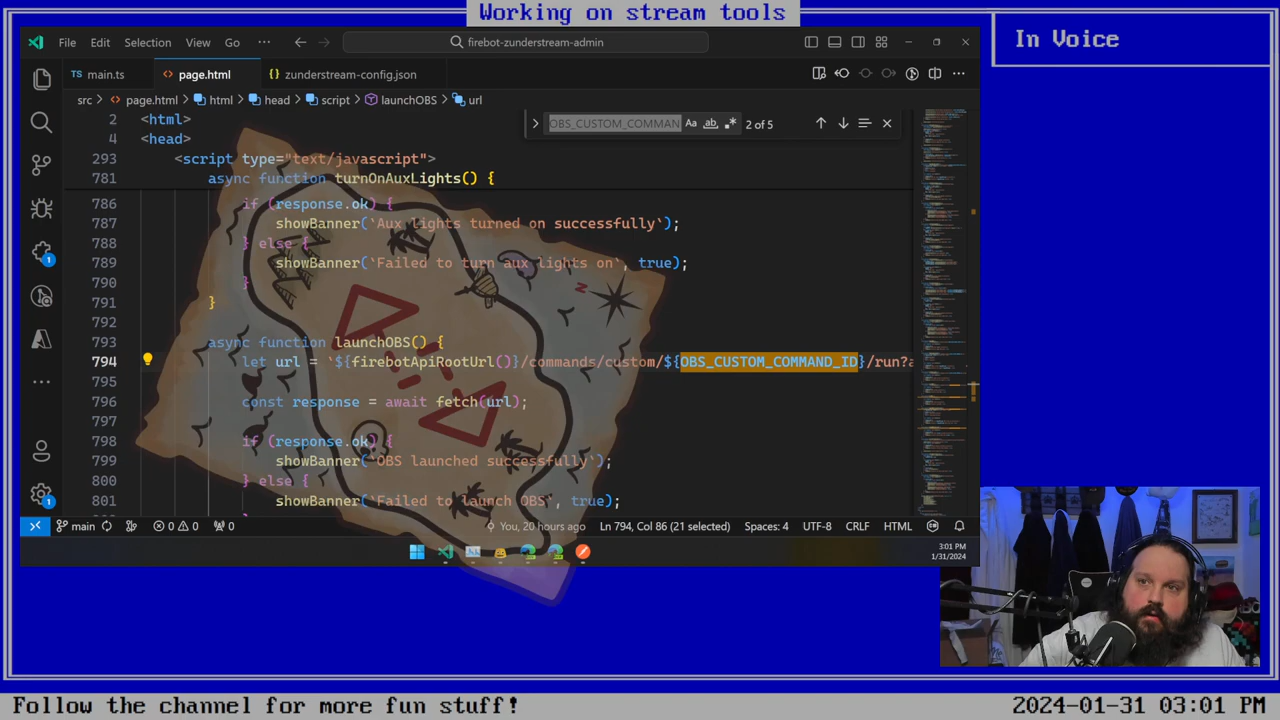 Working on stream tools
In Voice
File Edit Selection View Go ··· firebot-zunderstream-admin
TS main.ts <> page.html {} zunderstream-config.json
src > <> page.html > html > head > script > launchOBS > url
OBS_CUSTOM_COMM Aa ab 2 of 5
2 <html>
4 <head>
293 <script type="text/javascript">
781 async function turnOnAuxLights()
786 if (response.ok) {
787 showBanner(`Aux lights turned on successfully`)
788 else {
789 showBanner(`Failed to turn aux lights on`, true);
790
791 }
792
793 async function launchOBS() {
794 const url = `${firebotApiRootUrl()}/commands/custom/${OBS_CUSTOM_COMMAND_ID}/run?a
796 const response = await fetch(url);
798 if (response.ok) {
799 showBanner(`OBS launched successfully`);
800 else {
801 showBanner(`Failed to launch OBS`, true);
main 0 0 You, 20 hours ago Ln 794, Col 86 (21 selected) Spaces: 4 UTF-8 CRLF HTML
3:01 PM
1/31/2024
Follow the channel for more fun stuff! 2024-01-31 03:01 PM